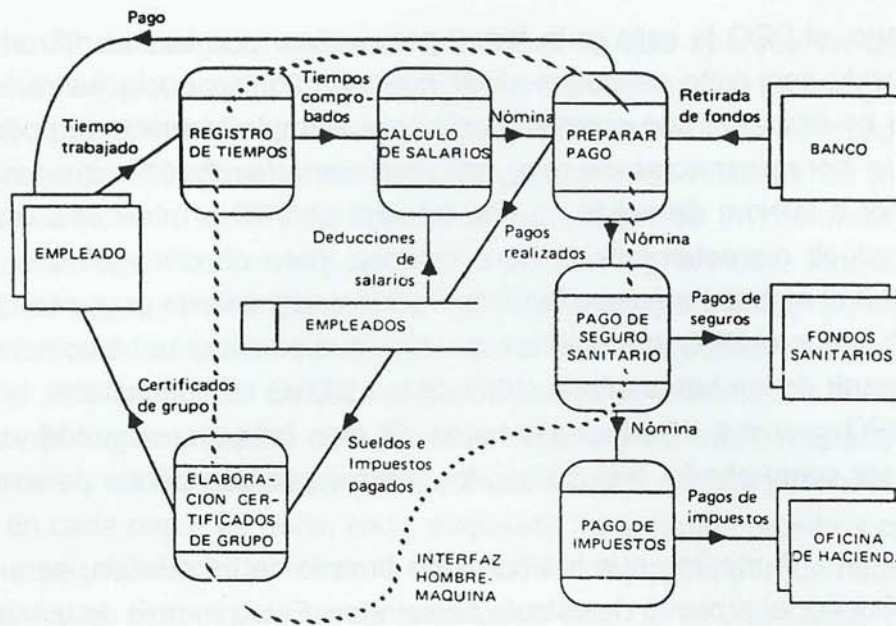 Pago
Tiempo
trabajado
REGISTRO
DE TIEMPOS
Tiempos
compro-
bados
CALCULO
DE SALARIOS
Nómina
PREPARAR
PAGO
Retirada
de fondos
BANCO
EMPLEADO
Deducciones
de
salarios
Pagos
realizados
Nómina
EMPLEADOS
PAGO DE
SEGURO
SANITARIO
Pagos de
seguros
FONDOS
SANITARIOS
Certificados
de grupo
Sueldos
Impuestos
pagados
Nómina
ELABORA-
CION CER-
TIFICADOS
DE GRUPO
PAGO DE
IMPUESTOS
Pagos de
impuestos
OFICINA
DE HACIENDA
INTERFAZ
HOMBRE-
MAQUINA